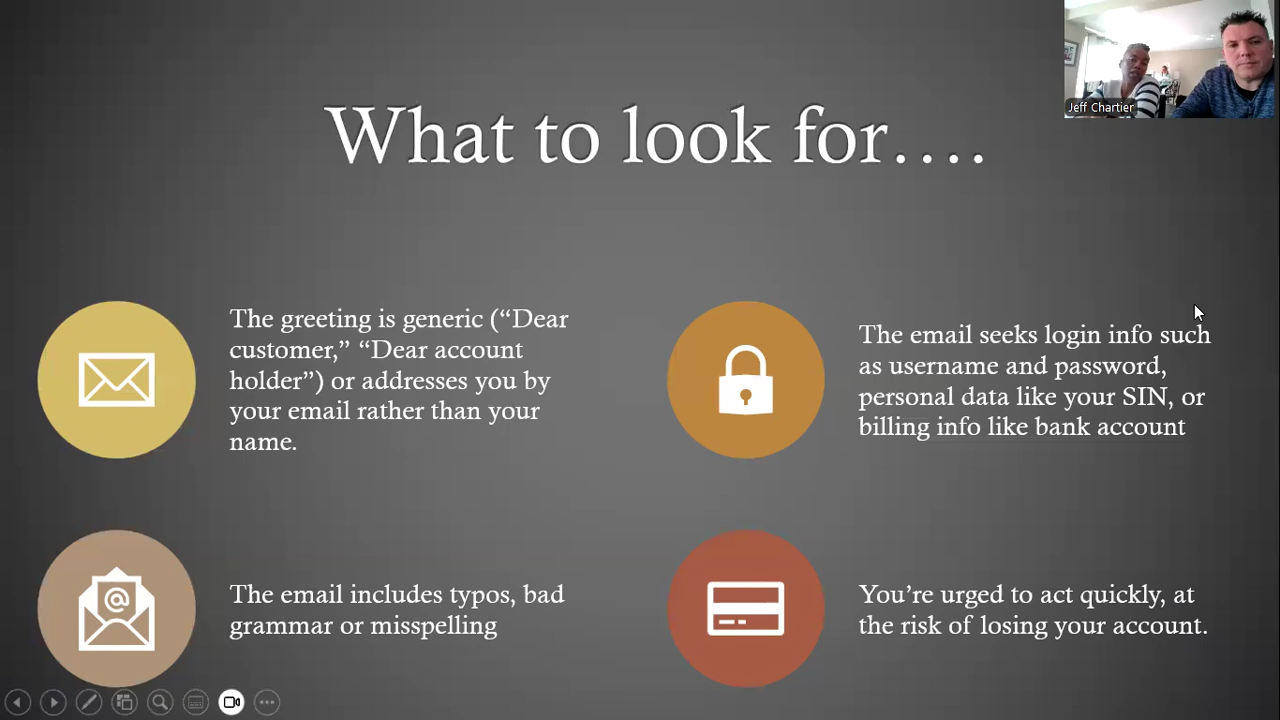 What to look for....
Jeff Chartier
The greeting is generic (“Dear
customer,” “Dear account
holder”) or addresses you by
your email rather than your
name.
The email seeks login info such
as username and password,
personal data like your SIN, or
billing info like bank account
The email includes typos, bad
grammar or misspelling
You’re urged to act quickly, at
the risk of losing your account.